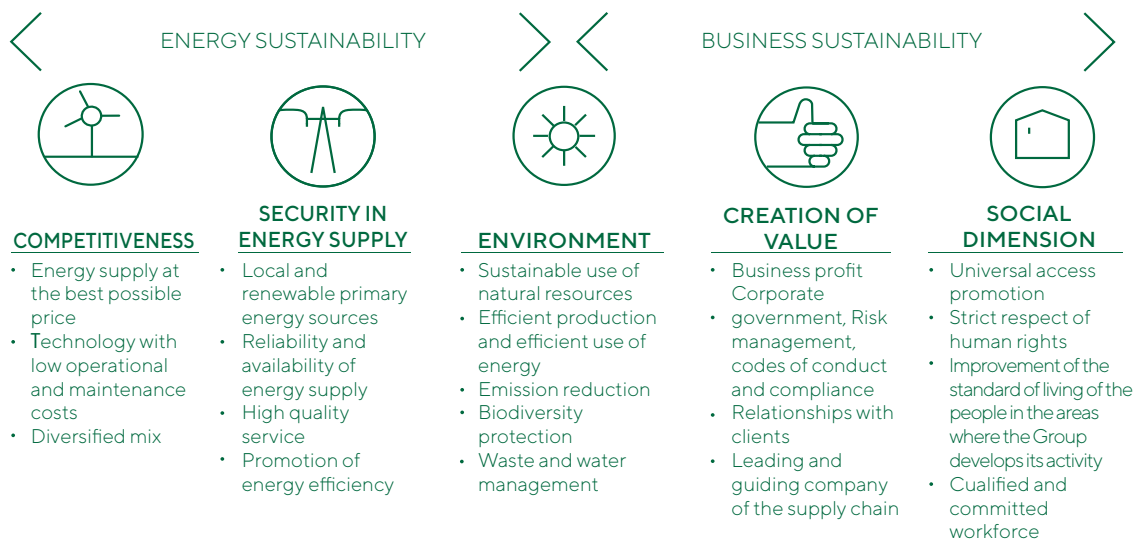 ENERGY SUSTAINABILITY
BUSINESS SUSTAINABILITY
COMPETITIVENESS
• Energy supply at
the best possible
price
• Technology with
low operational
and maintenance
costs
• Diversified mix
SECURITY IN
ENERGY SUPPLY
• Local and
renewable primary
energy sources
• Reliability and
availability of
energy supply
• High quality
service
• Promotion of
energy efficiency
ENVIRONMENT
• Sustainable use of
natural resources
• Efficient production
and efficient use of
energy
• Emission reduction
• Biodiversity
protection
• Waste and water
management
CREATION OF
VALUE
• Business profit
Corporate
• government, Risk
management,
codes of conduct
and compliance
• Relationships with
clients
• Leading and
guiding company
of the supply chain
SOCIAL
DIMENSION
• Universal access
promotion
• Strict respect of
human rights
• Improvement of the
standard of living of the
people in the areas
where the Group
develops its activity
• Cualified and
committed
workforce